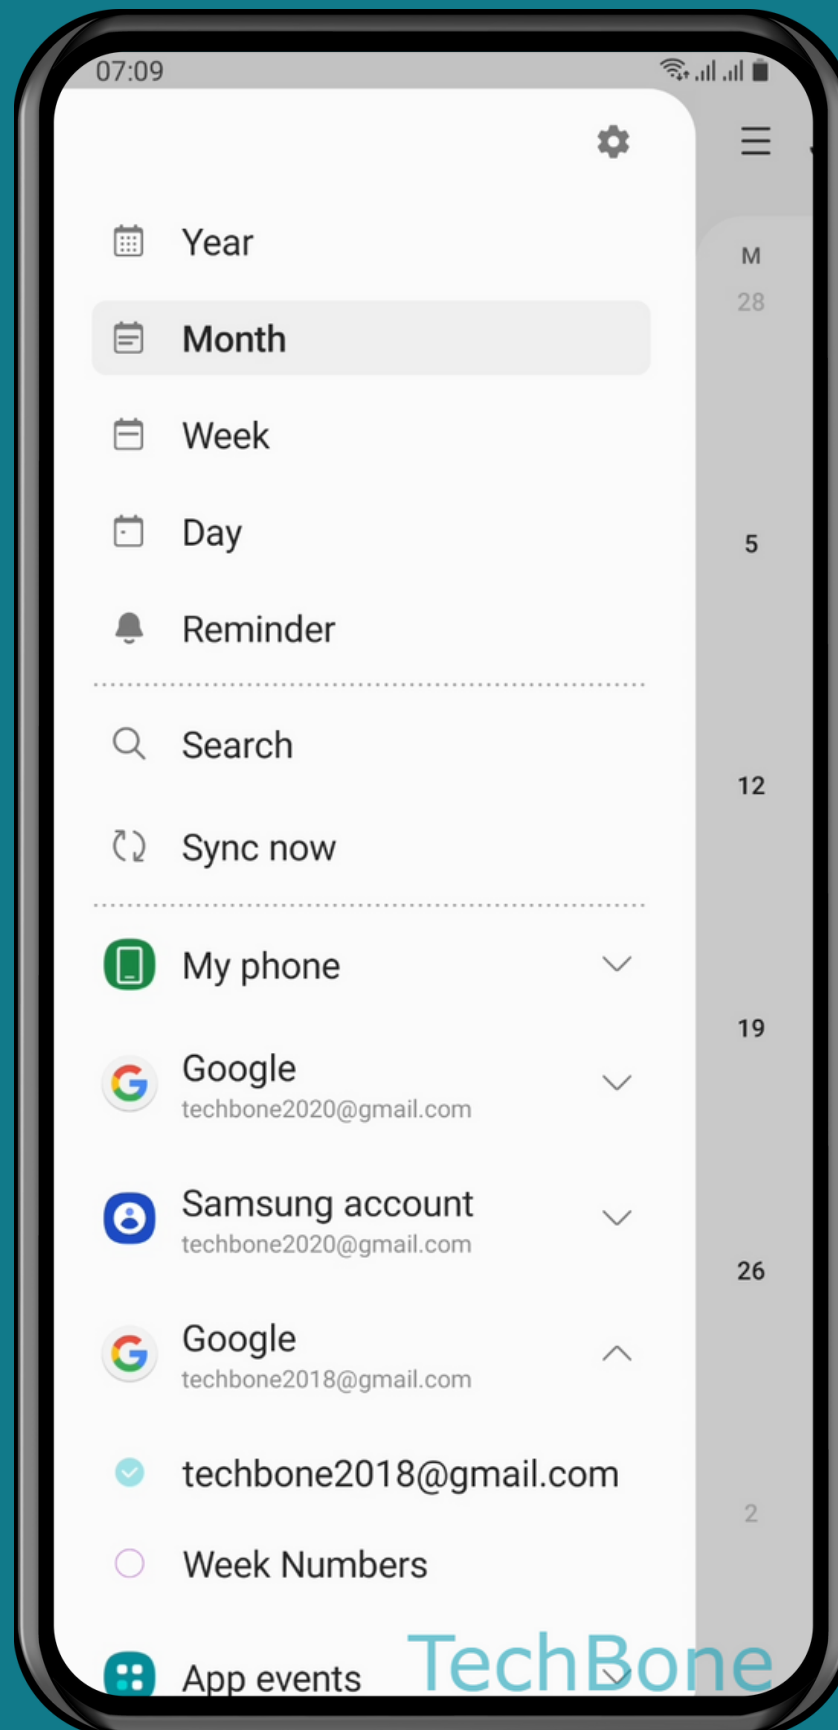 07:09
Year
Month
Week
Day
Reminder
Search
Sync now
My phone
Google
techbone2020@gmail.com
Samsung account
techbone2020@gmail.com
Google
techbone2018@gmail.com
techbone2018@gmail.com
Week Numbers
App events
M
28
5
12
19
26
2
TechBone